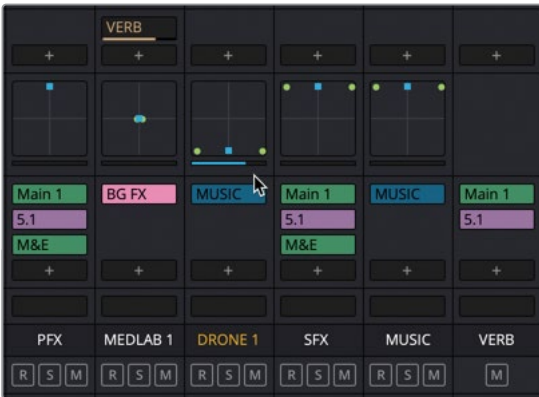 VERB
+ + + + + +
Main 1 BG FX MUSIC Main 1 MUSIC Main 1
5.1 5.1 5.1
M&E M&E
+ + + + + +
PFX MEDLAB 1 DRONE 1 SFX MUSIC VERB
R S M R S M R S M R S M R S M M